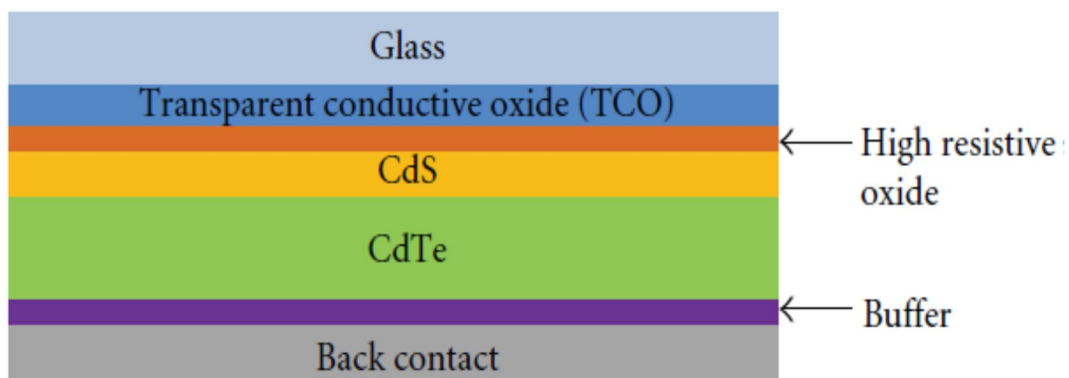 Glass
Transparent conductive oxide (TCO)
High resistive
oxide
CdS
CdTe
Buffer
Back contact